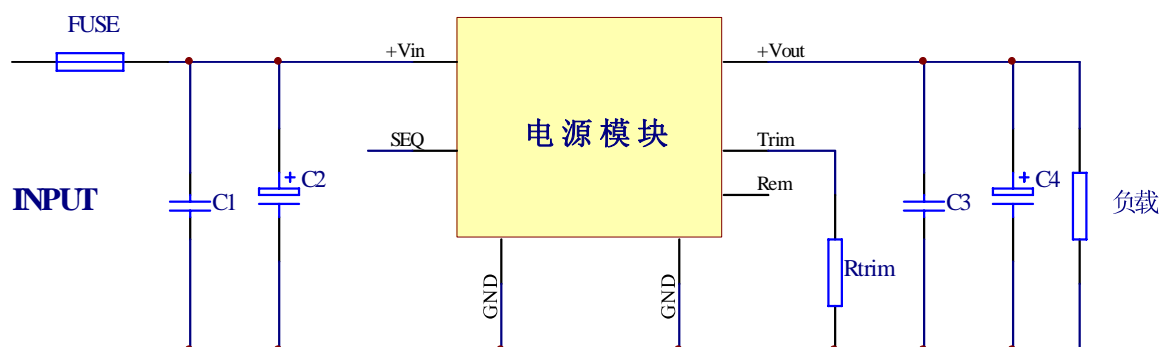 FUSE
+Vin
+Vout
电源模块
SEQ
Trim
Rem
INPUT
C1
+
C2
C3
+
C4
负载
Rtrim
GND
GND